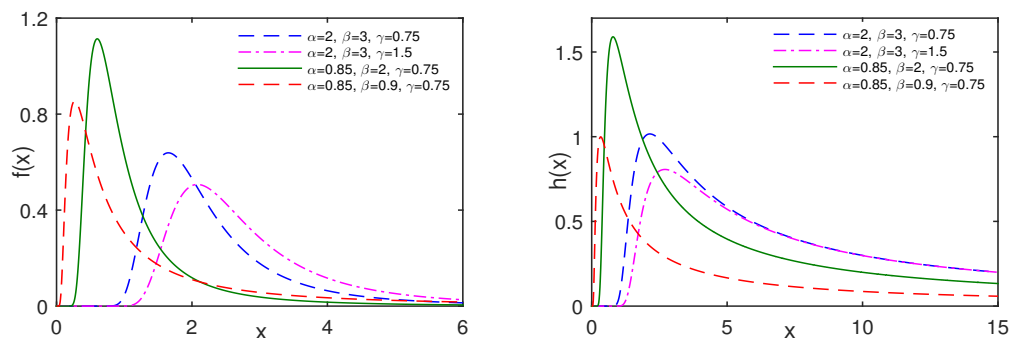 1.2
0.8
0.4
0
f(x)
0
2
4
6
x
α=2, β=3, γ=0.75
α=2, β=3, γ=1.5
α=0.85, β=2, γ=0.75
α=0.85, β=0.9, γ=0.75
1.5
1
0.5
0
h(x)
0
5
10
15
x
α=2, β=3, γ=0.75
α=2, β=3, γ=1.5
α=0.85, β=2, γ=0.75
α=0.85, β=0.9, γ=0.75